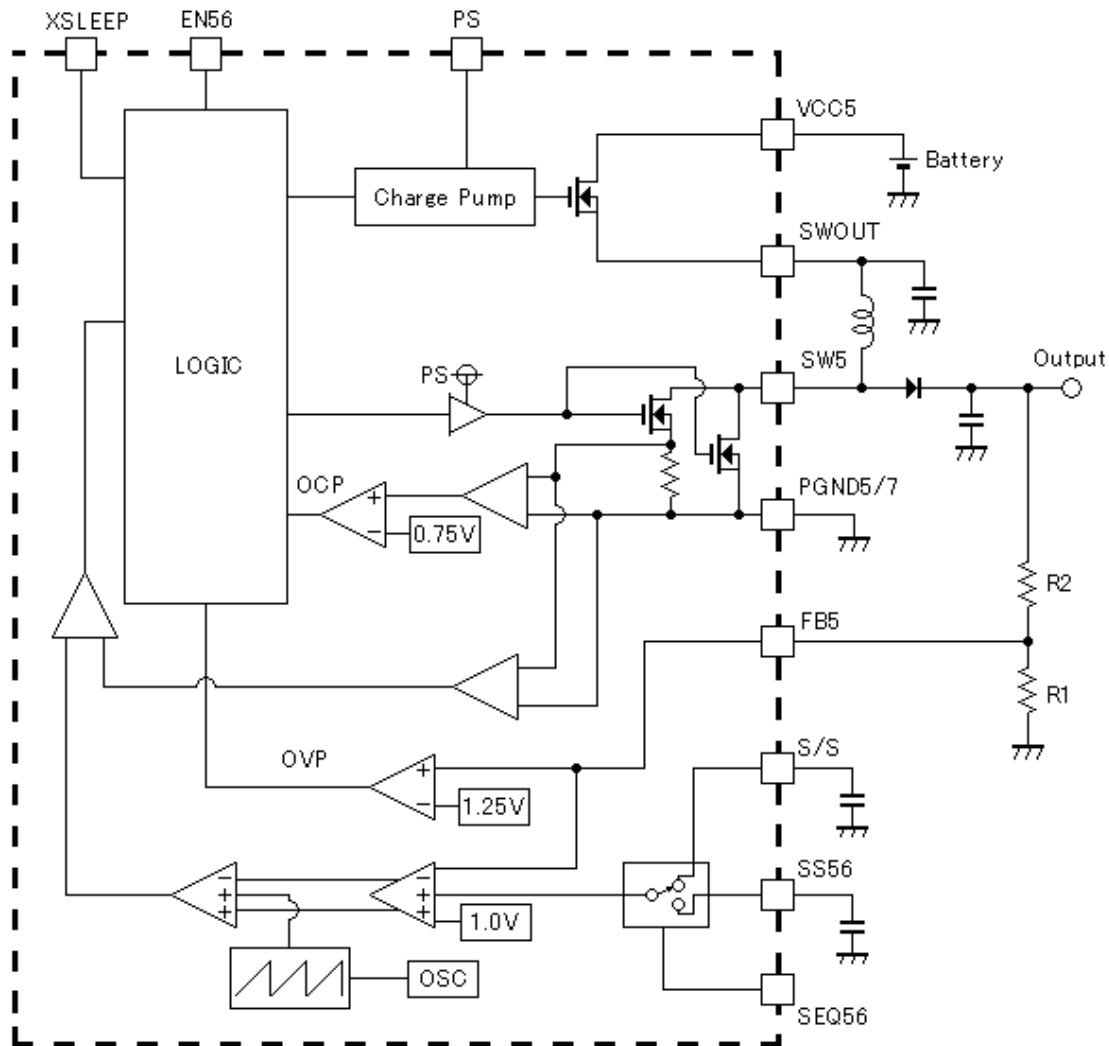 XSLEEP
EN56
PS
VCC5
Battery
Charge Pump
SWOUT
LOGIC
PS
SW5
Output
OCP
+
−
0.75V
PGND5/7
R2
FB5
R1
OVP
+
−
1.25V
S/S
−
+
+
−
+
+
1.0V
SS56
OSC
SEQ56